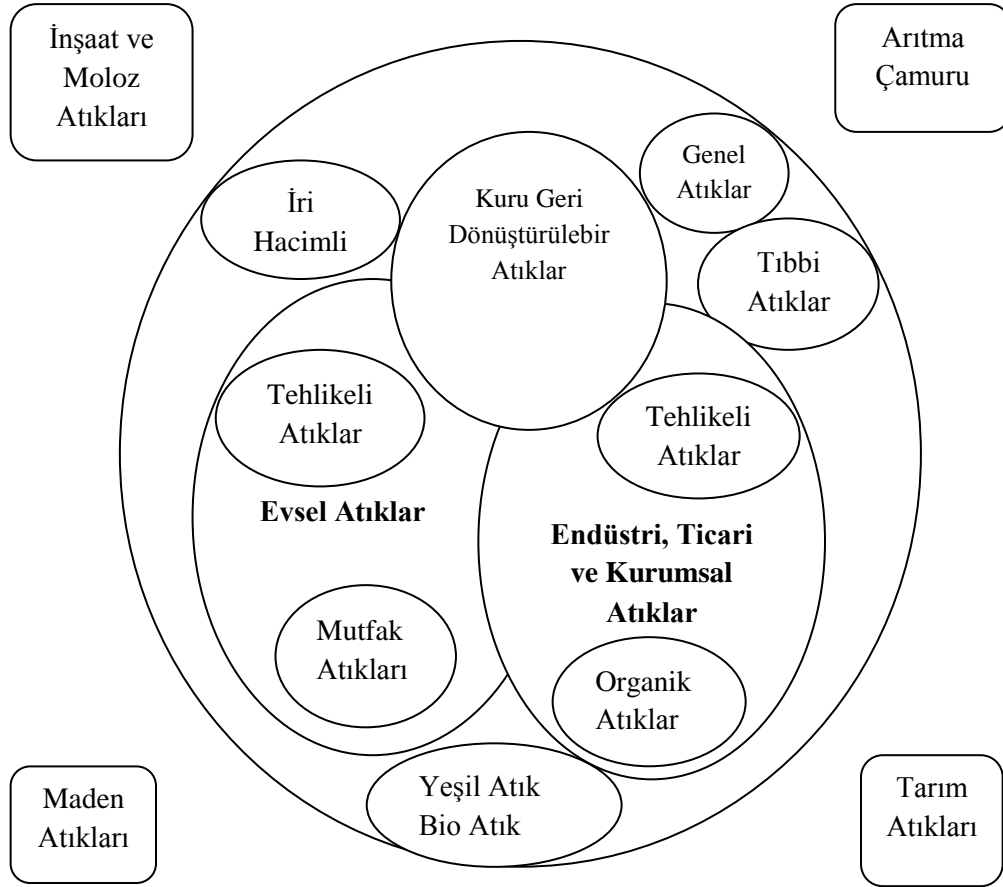 İnşaat ve
Moloz
Atıkları
Arıtma
Çamuru
Genel
Atıklar
İri
Hacimli
Kuru Geri
Dönüştürülebir
Atıklar
Tıbbi
Atıklar
Tehlikeli
Atıklar
Tehlikeli
Atıklar
Evsel Atıklar
Endüstri, Ticari
ve Kurumsal
Atıklar
Mutfak
Atıkları
Organik
Atıklar
Yeşil Atık
Bio Atık
Maden
Atıkları
Tarım
Atıkları